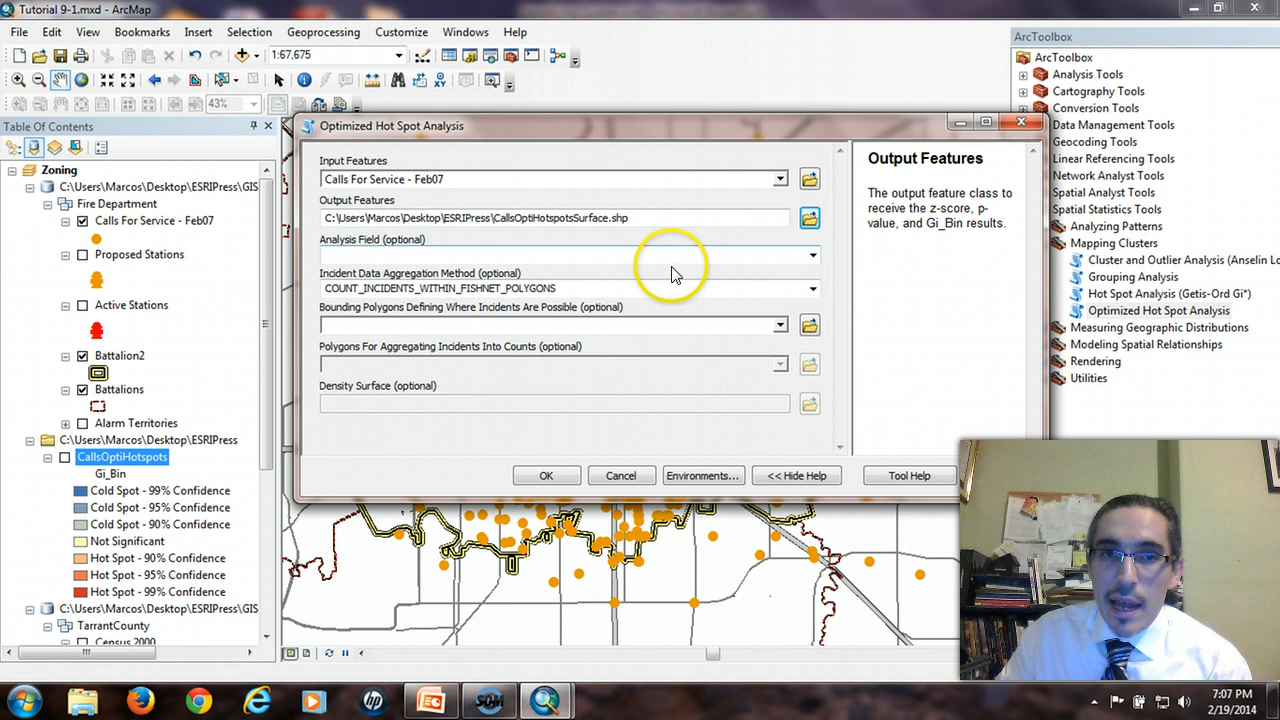 Tutorial 9-1.mxd - ArcMap
File Edit View Bookmarks Insert Selection Geoprocessing Customize Windows Help
1:67,675
43%
Table Of Contents
Zoning
C:\Users\Marcos\Desktop\ESRIPress\GIS
Fire Department
Calls For Service - Feb07
Proposed Stations
Active Stations
Battalion2
Battalions
Alarm Territories
C:\Users\Marcos\Desktop\ESRIPress
CallsOptiHotspots
Gi_Bin
Cold Spot - 99% Confidence
Cold Spot - 95% Confidence
Cold Spot - 90% Confidence
Not Significant
Hot Spot - 90% Confidence
Hot Spot - 95% Confidence
Hot Spot - 99% Confidence
C:\Users\Marcos\Desktop\ESRIPress\GIS
TarrantCounty
Census 2000
Optimized Hot Spot Analysis
Input Features
Calls For Service - Feb07
Output Features
C:\Users\Marcos\Desktop\ESRIPress\CallsOptiHotspotsSurface.shp
Analysis Field (optional)
Incident Data Aggregation Method (optional)
COUNT_INCIDENTS_WITHIN_FISHNET_POLYGONS
Bounding Polygons Defining Where Incidents Are Possible (optional)
Polygons For Aggregating Incidents Into Counts (optional)
Density Surface (optional)
OK
Cancel
Environments...
<< Hide Help
Tool Help
Output Features
The output feature class to
receive the z-score, p-
value, and Gi_Bin results.
ArcToolbox
ArcToolbox
Analysis Tools
Cartography Tools
Conversion Tools
Data Management Tools
Geocoding Tools
Linear Referencing Tools
Network Analyst Tools
Spatial Analyst Tools
Spatial Statistics Tools
Analyzing Patterns
Mapping Clusters
Cluster and Outlier Analysis (Anselin Lo
Grouping Analysis
Hot Spot Analysis (Getis-Ord Gi*)
Optimized Hot Spot Analysis
Measuring Geographic Distributions
Modeling Spatial Relationships
Rendering
Utilities
7:07 PM
2/19/2014